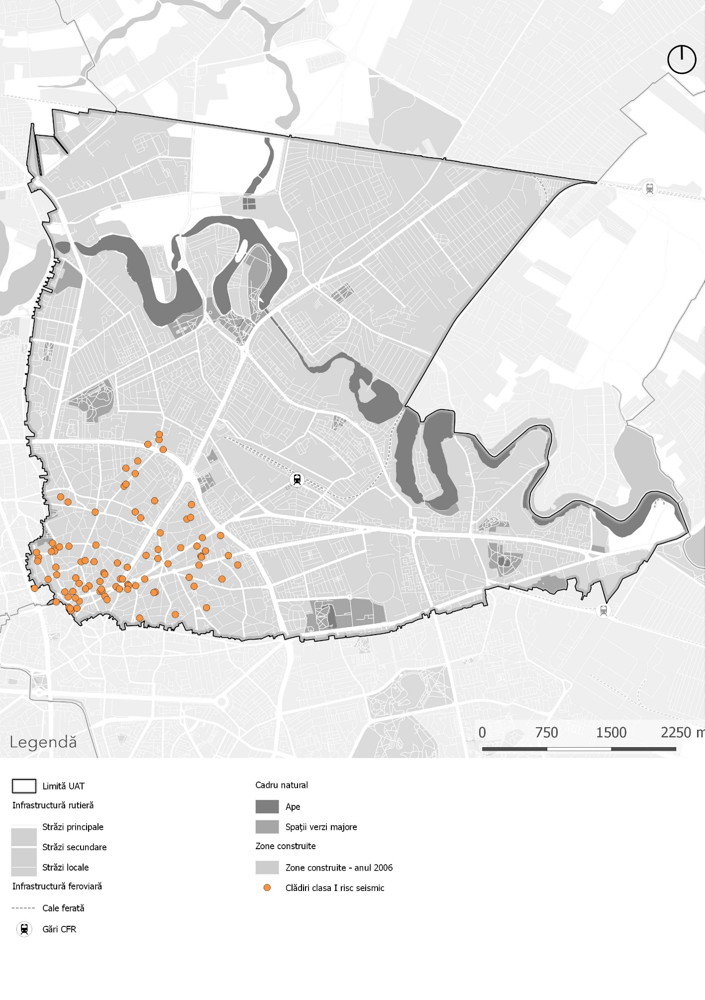 0 750 1500 2250 m
Legendă
Limită UAT
Infrastructură rutieră
Străzi principale
Străzi secundare
Străzi locale
Infrastructură feroviară
Cale ferată
Gări CFR
Cadru natural
Ape
Spații verzi majore
Zone construite
Zone construite - anul 2006
Clădiri clasa I risc seismic